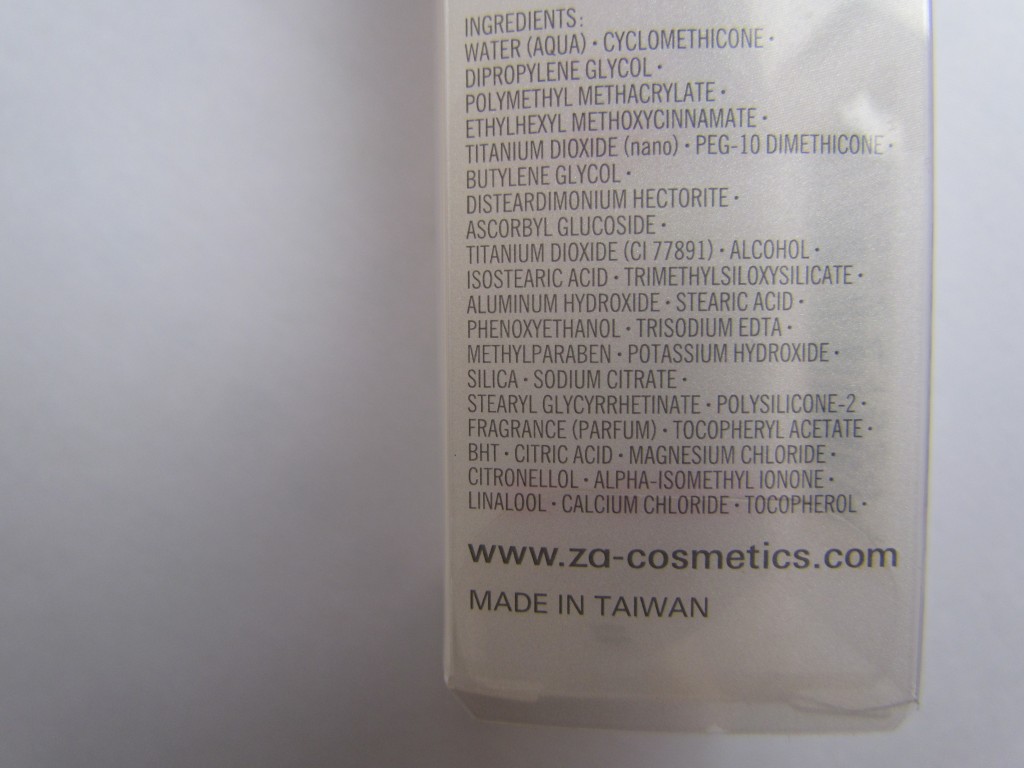 INGREDIENTS:
WATER (AQUA) · CYCLOMETHICONE ·
DIPROPYLENE GLYCOL ·
POLYMETHYL METHACRYLATE ·
ETHYLHEXYL METHOXYCINNAMATE ·
TITANIUM DIOXIDE (nano) · PEG-10 DIMETHICONE ·
BUTYLENE GLYCOL ·
DISTEARDIMONIUM HECTORITE ·
ASCORBYL GLUCOSIDE ·
TITANIUM DIOXIDE (CI 77891) · ALCOHOL ·
ISOSTEARIC ACID · TRIMETHYLSILOXYSILICATE ·
ALUMINUM HYDROXIDE · STEARIC ACID ·
PHENOXYETHANOL · TRISODIUM EDTA ·
METHYLPARABEN · POTASSIUM HYDROXIDE ·
SILICA · SODIUM CITRATE ·
STEARYL GLYCYRRHETINATE · POLYSILICONE-2 ·
FRAGRANCE (PARFUM) · TOCOPHERYL ACETATE ·
BHT · CITRIC ACID · MAGNESIUM CHLORIDE ·
CITRONELLOL · ALPHA-ISOMETHYL IONONE ·
LINALOOL · CALCIUM CHLORIDE · TOCOPHEROL ·
www.za-cosmetics.com
MADE IN TAIWAN